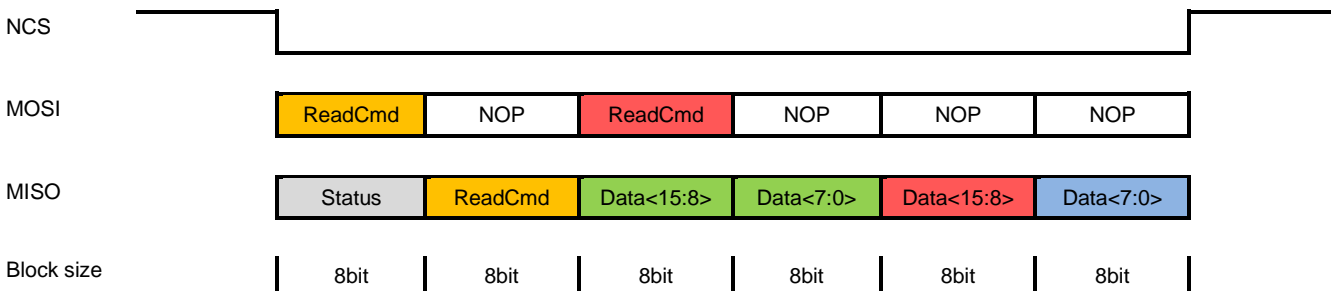 NCS
MOSI ReadCmd NOP ReadCmd NOP NOP NOP
MISO Status ReadCmd Data<15:8> Data<7:0> Data<15:8> Data<7:0>
Block size 8bit 8bit 8bit 8bit 8bit 8bit